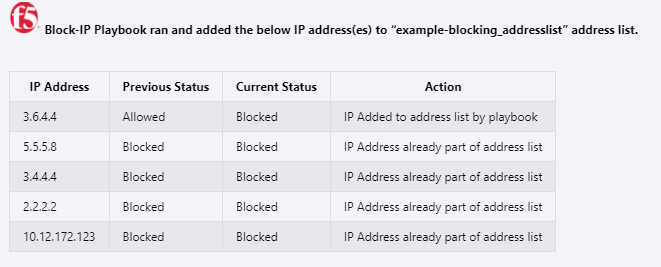 f5
Block-IP Playbook ran and added the below IP address(es) to “example-blocking_addresslist” address list.
IP Address Previous Status Current Status Action
3.6.4.4 Allowed Blocked IP Added to address list by playbook
5.5.5.8 Blocked Blocked IP Address already part of address list
3.4.4.4 Blocked Blocked IP Address already part of address list
2.2.2.2 Blocked Blocked IP Address already part of address list
10.12.172.123 Blocked Blocked IP Address already part of address list